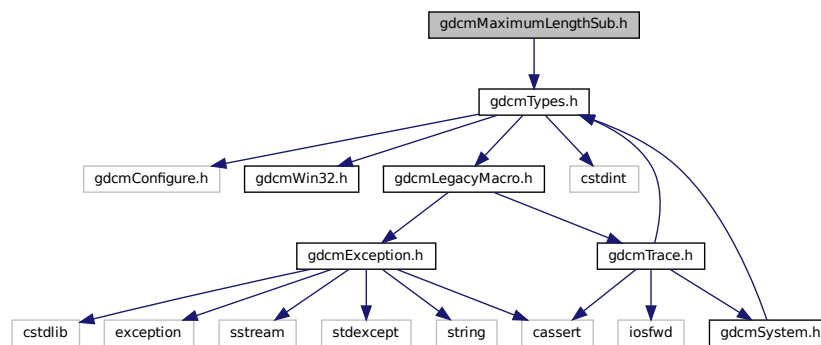 gdcmMaximumLengthSub.h
gdcmTypes.h
gdcmConfigure.h
gdcmWin32.h
gdcmLegacyMacro.h
cstdint
gdcmException.h
gdcmTrace.h
cstdlib
exception
sstream
stdexcept
string
cassert
iosfwd
gdcmSystem.h